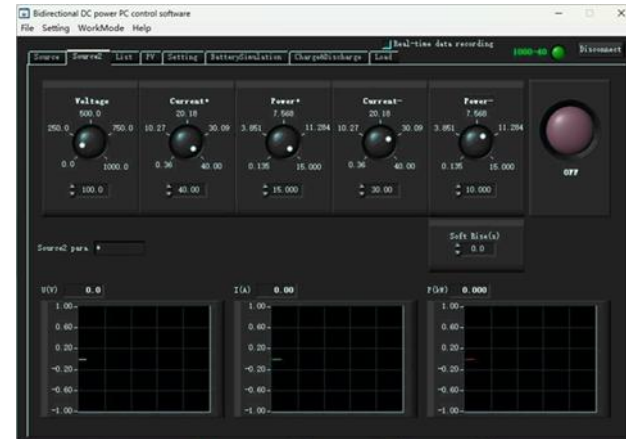 Bidirectional DC power PC control software
File Setting WorkMode Help
Real-time data recording
1000-40 Disconnect
Source Source2 List PV Setting BatterySimulation Charge&Discharge Load
Voltage Current+ Power+ Current- Power-
500.0 20.18 7.568 20.18 7.568
250.0 750.0 10.27 30.09 3.851 11.284 10.27 30.09 3.851 11.284
0.0 1000.0 0.36 40.00 0.135 15.000 0.36 40.00 0.135 15.000
OFF
100.0 40.00 15.000 30.00 10.000
Soft Rise(s)
0.0
Source2 para
U(V) 0.0 I(A) 0.00 P(kW) 0.000
1.00 1.00 1.00
0.60 0.60 0.60
0.20 0.20 0.20
-0.20 -0.20 -0.20
-0.60 -0.60 -0.60
-1.00 -1.00 -1.00